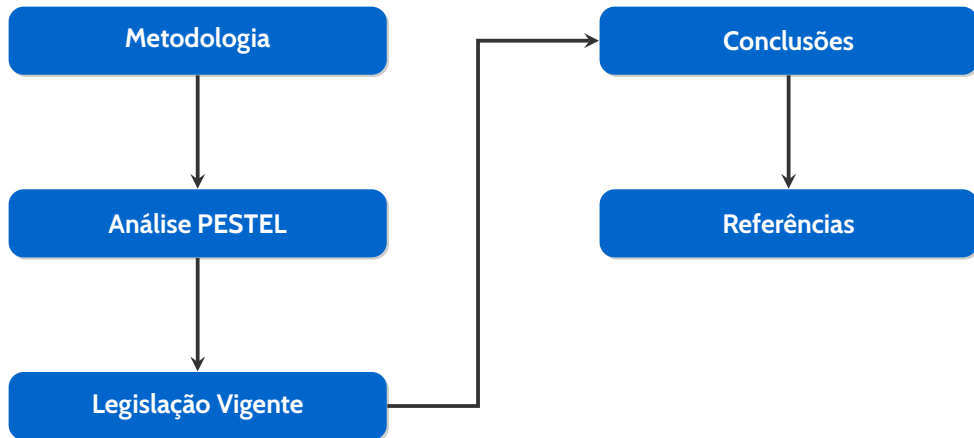 Metodologia
Análise PESTEL
Legislação Vigente
Conclusões
Referências